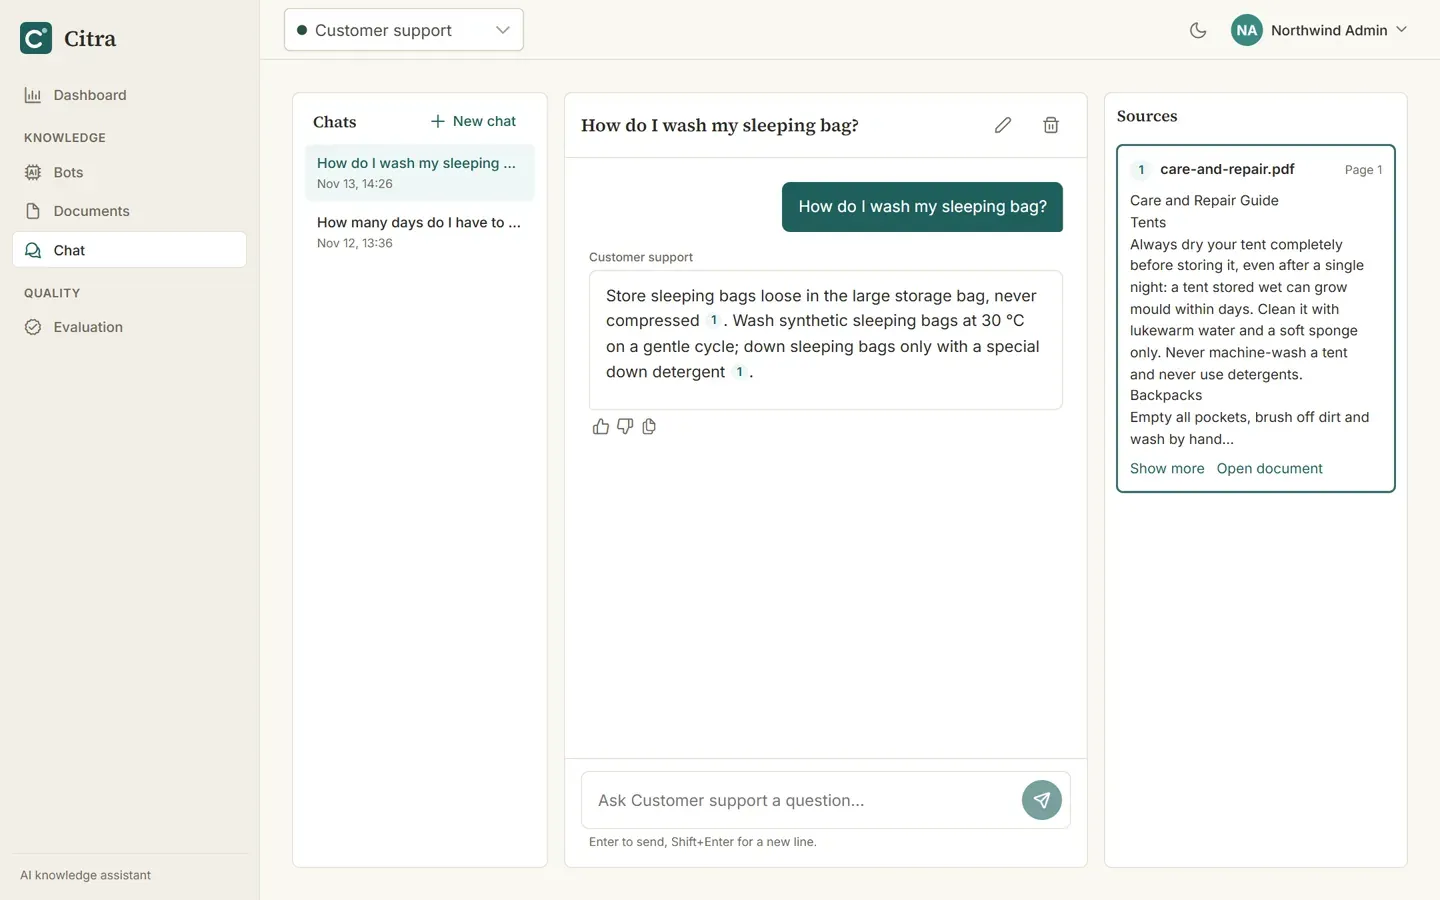 Citra
Dashboard
KNOWLEDGE
Bots
Documents
Chat
QUALITY
Evaluation
AI knowledge assistant
Customer support
NA
Northwind Admin
Chats
New chat
How do I wash my sleeping ...
Nov 13, 14:26
How many days do I have to ...
Nov 12, 13:36
How do I wash my sleeping bag?
How do I wash my sleeping bag?
Customer support
Store sleeping bags loose in the large storage bag, never
compressed 1. Wash synthetic sleeping bags at 30 °C
on a gentle cycle; down sleeping bags only with a special
down detergent 1.
Ask Customer support a question...
Enter to send, Shift+Enter for a new line.
Sources
1 care-and-repair.pdf Page 1
Care and Repair Guide
Tents
Always dry your tent completely
before storing it, even after a single
night: a tent stored wet can grow
mould within days. Clean it with
lukewarm water and a soft sponge
only. Never machine-wash a tent
and never use detergents.
Backpacks
Empty all pockets, brush off dirt and
wash by hand...
Show more Open document